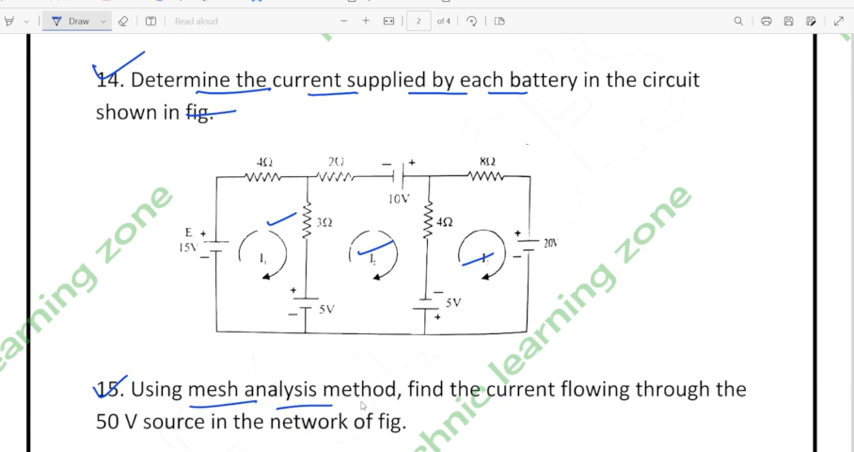 Draw
Read aloud
2
of 4
14. Determine the current supplied by each battery in the circuit
shown in fig.
4Ω
2Ω
− +
8Ω
10V
3Ω
4Ω
E +
15V
−
I₁
I₂
+
−
20V
+
−
5V
−
+
5V
15. Using mesh analysis method, find the current flowing through the
50 V source in the network of fig.
earning zone
chnic learning zone